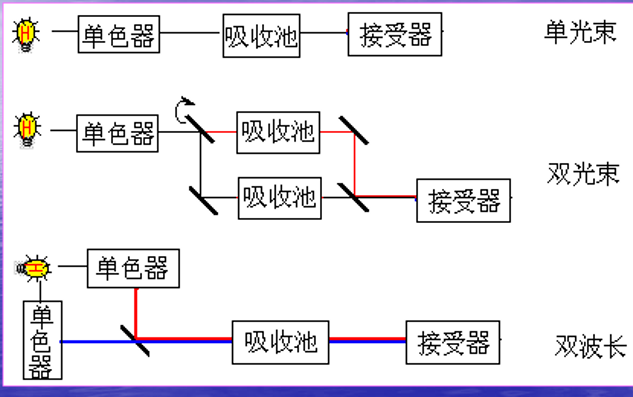 单色器 吸收池 接受器 单光束
单色器 吸收池
吸收池 接受器 双光束
单色器
单色器 吸收池 接受器 双波长